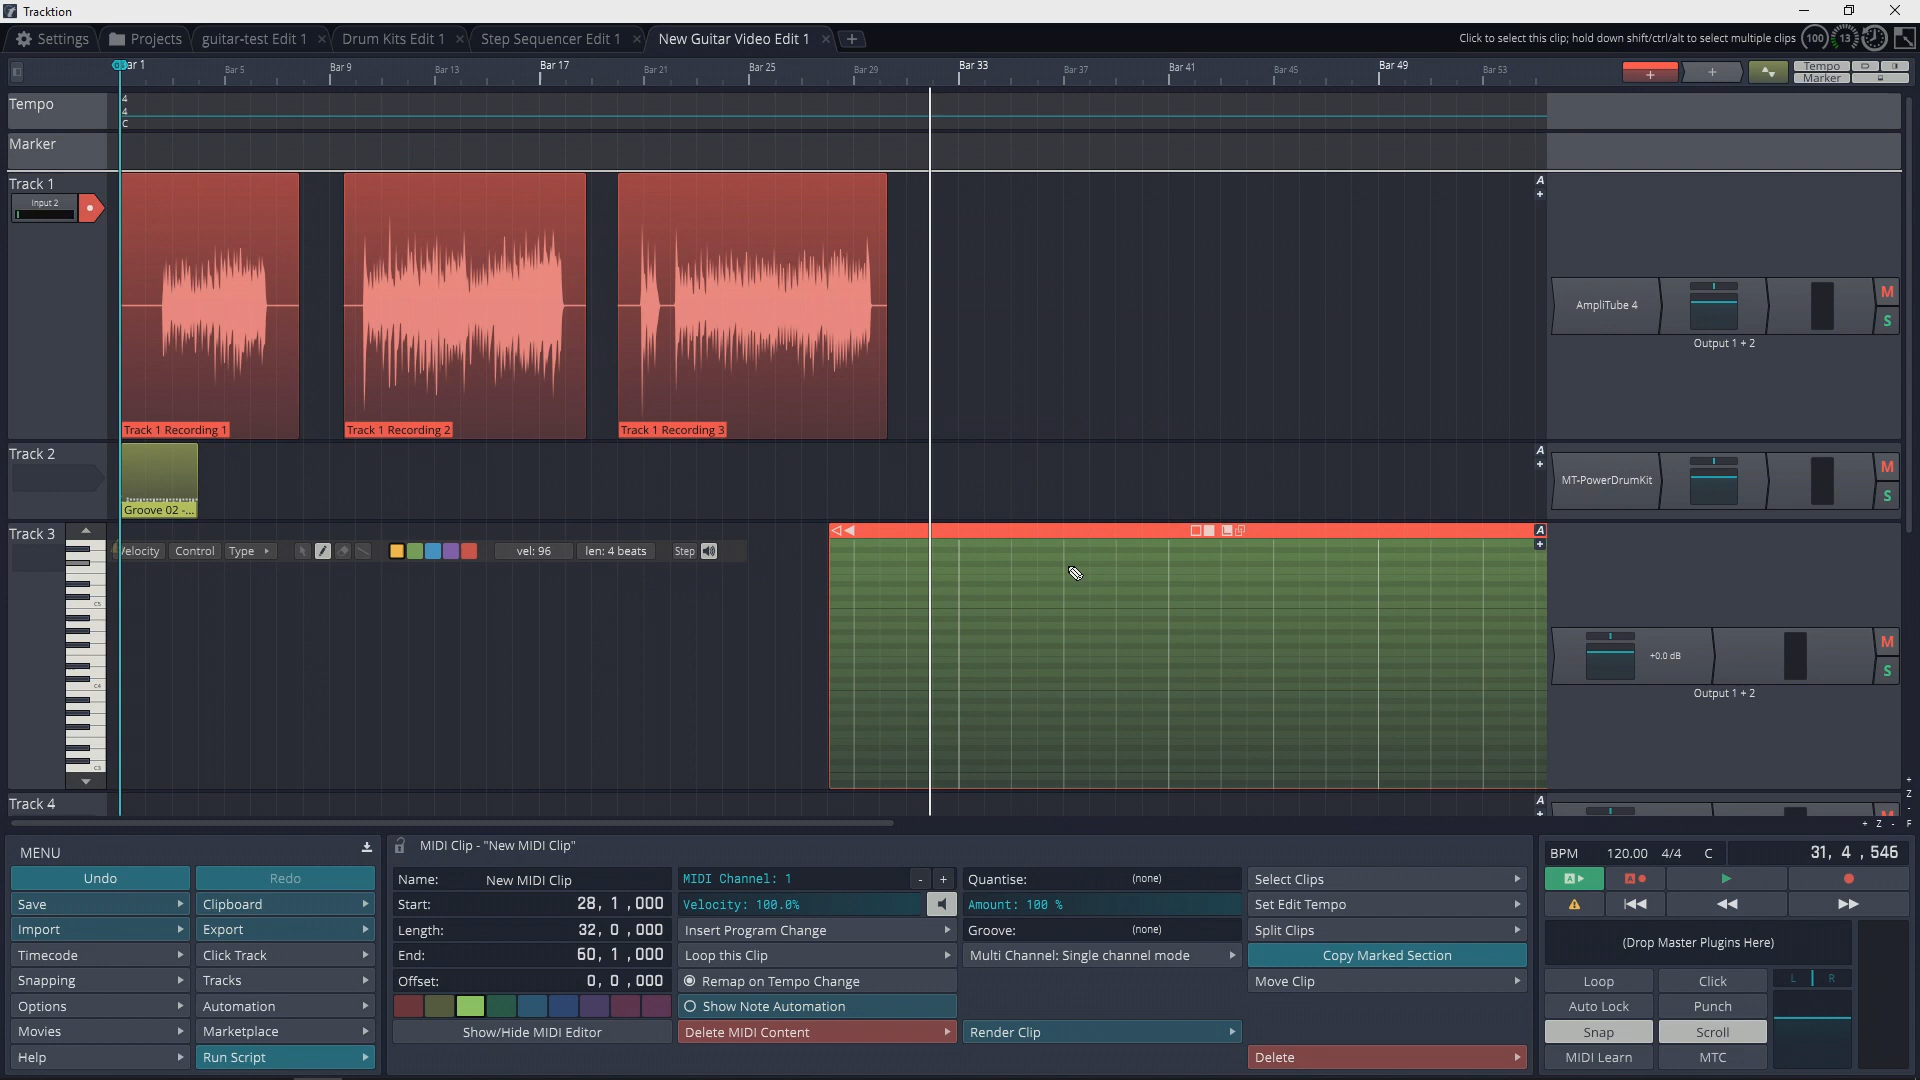 Tracktion
Settings
Projects
guitar-test Edit 1
Drum Kits Edit 1
Step Sequencer Edit 1
New Guitar Video Edit 1
Click to select this clip; hold down shift/ctrl/alt to select multiple clips
100
13
Bar 5
Bar 9
Bar 13
Bar 17
Bar 21
Bar 25
Bar 29
Bar 33
Bar 37
Bar 41
Bar 45
Bar 49
Bar 53
Tempo
Marker
Tempo
4
4
C
Marker
Track 1
Input 2
A
AmpliTube 4
M
S
Output 1 + 2
Track 1 Recording 1
Track 1 Recording 2
Track 1 Recording 3
Track 2
A
MT-PowerDrumKit
M
S
Groove 02 -...
Track 3
Velocity
Control
Type
vel: 96
len: 4 beats
Step
A
C5
C4
C3
+0.0 dB
M
S
Output 1 + 2
Track 4
A
+ Z -
+ Z - F
MENU
Undo
Redo
Save
Clipboard
Import
Export
Timecode
Click Track
Snapping
Tracks
Options
Automation
Movies
Marketplace
Help
Run Script
MIDI Clip - "New MIDI Clip"
Name: New MIDI Clip
Start: 28, 1 ,000
Length: 32, 0 ,000
End: 60, 1 ,000
Offset: 0, 0 ,000
Show/Hide MIDI Editor
MIDI Channel: 1 - +
Velocity: 100.0%
Insert Program Change
Loop this Clip
Remap on Tempo Change
Show Note Automation
Delete MIDI Content
Quantise: (none)
Amount: 100 %
Groove: (none)
Multi Channel: Single channel mode
Render Clip
Select Clips
Set Edit Tempo
Split Clips
Copy Marked Section
Move Clip
Delete
BPM 120.00 4/4 C 31, 4 ,546
A
A
(Drop Master Plugins Here)
Loop
Click
L R
Auto Lock
Punch
Snap
Scroll
MIDI Learn
MTC